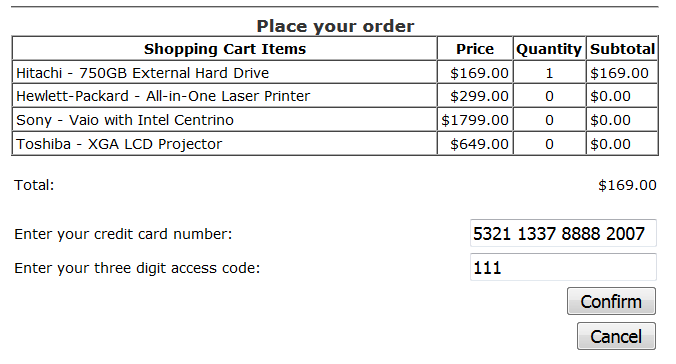 Place your order
Shopping Cart Items Price Quantity Subtotal
Hitachi - 750GB External Hard Drive $169.00 1 $169.00
Hewlett-Packard - All-in-One Laser Printer $299.00 0 $0.00
Sony - Vaio with Intel Centrino $1799.00 0 $0.00
Toshiba - XGA LCD Projector $649.00 0 $0.00
Total: $169.00
Enter your credit card number: 5321 1337 8888 2007
Enter your three digit access code: 111
Confirm
Cancel